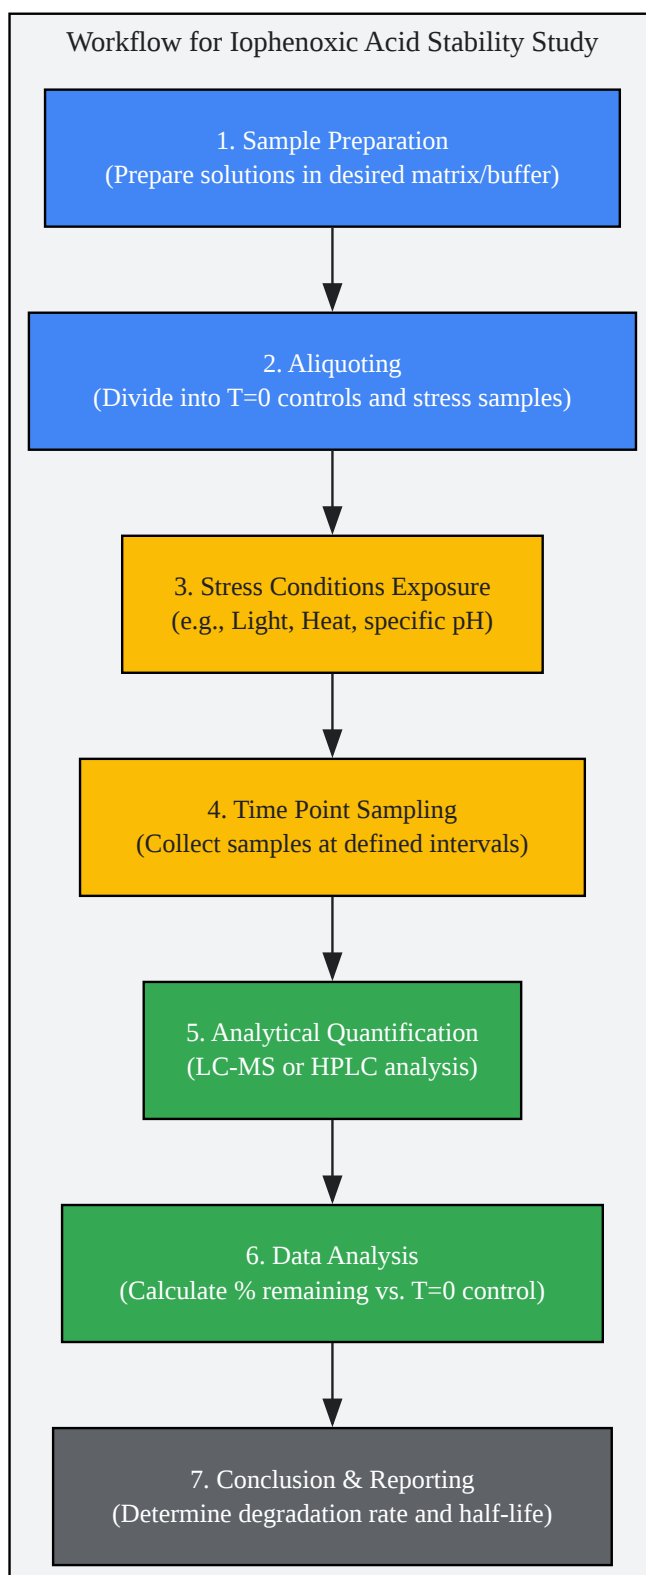 Workflow for Iophenoxic Acid Stability Study
1. Sample Preparation
(Prepare solutions in desired matrix/buffer)
2. Aliquoting
(Divide into T=0 controls and stress samples)
3. Stress Conditions Exposure
(e.g., Light, Heat, specific pH)
4. Time Point Sampling
(Collect samples at defined intervals)
5. Analytical Quantification
(LC-MS or HPLC analysis)
6. Data Analysis
(Calculate % remaining vs. T=0 control)
7. Conclusion & Reporting
(Determine degradation rate and half-life)